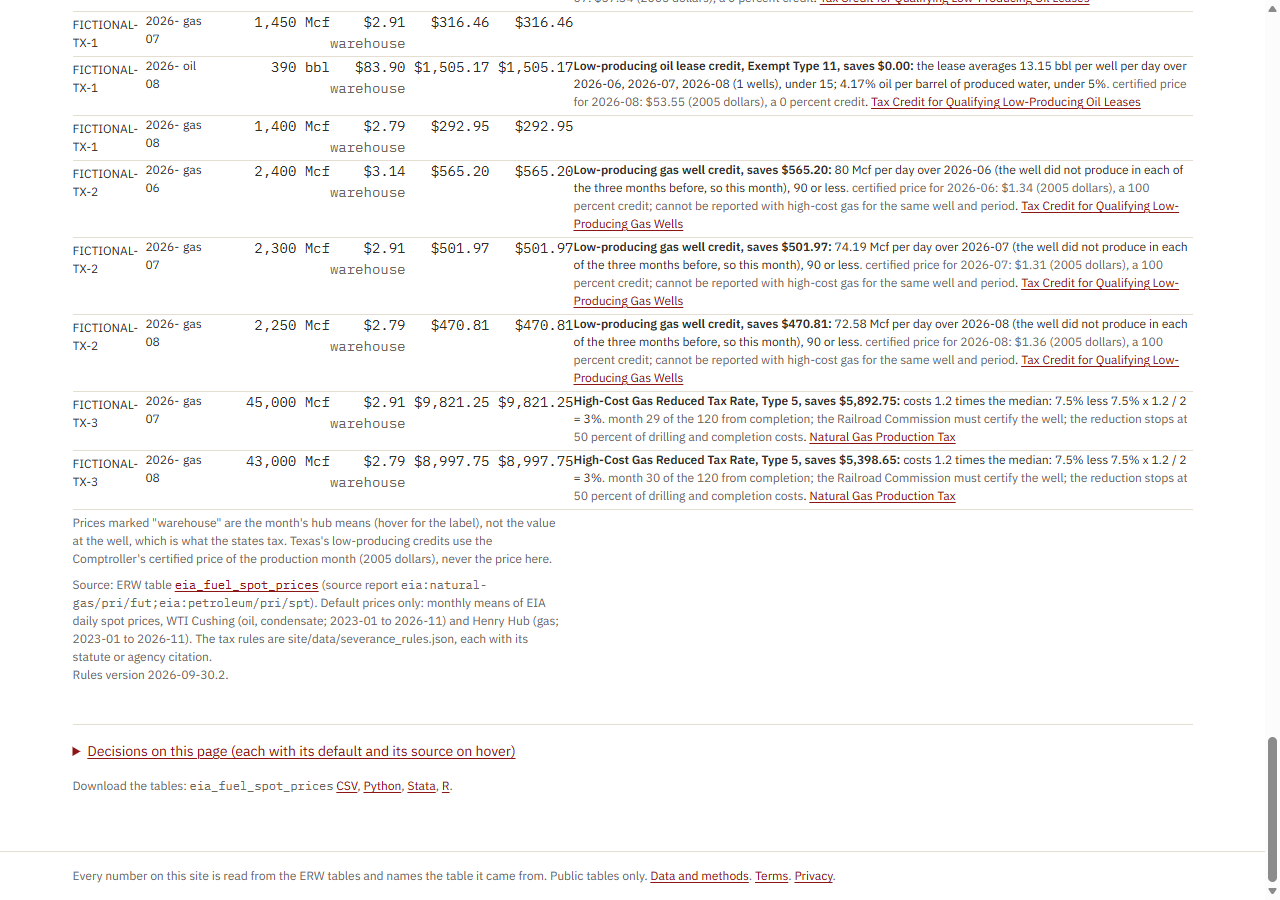 FICTIONAL-TX-1 2026-07 gas 1,450 Mcf $2.91 warehouse $316.46 $316.46
FICTIONAL-TX-1 2026-08 oil 390 bbl $83.90 warehouse $1,505.17 $1,505.17 Low-producing oil lease credit, Exempt Type 11, saves $0.00: the lease averages 13.15 bbl per well per day over
2026-06, 2026-07, 2026-08 (1 wells), under 15; 4.17% oil per barrel of produced water, under 5%. certified price
for 2026-08: $53.55 (2005 dollars), a 0 percent credit. Tax Credit for Qualifying Low-Producing Oil Leases
FICTIONAL-TX-1 2026-08 gas 1,400 Mcf $2.79 warehouse $292.95 $292.95
FICTIONAL-TX-2 2026-06 gas 2,400 Mcf $3.14 warehouse $565.20 $565.20 Low-producing gas well credit, saves $565.20: 80 Mcf per day over 2026-06 (the well did not produce in each of
the three months before, so this month), 90 or less. certified price for 2026-06: $1.34 (2005 dollars), a 100
percent credit; cannot be reported with high-cost gas for the same well and period. Tax Credit for Qualifying Low-
Producing Gas Wells
FICTIONAL-TX-2 2026-07 gas 2,300 Mcf $2.91 warehouse $501.97 $501.97 Low-producing gas well credit, saves $501.97: 74.19 Mcf per day over 2026-07 (the well did not produce in each
of the three months before, so this month), 90 or less. certified price for 2026-07: $1.31 (2005 dollars), a 100
percent credit; cannot be reported with high-cost gas for the same well and period. Tax Credit for Qualifying Low-
Producing Gas Wells
FICTIONAL-TX-2 2026-08 gas 2,250 Mcf $2.79 warehouse $470.81 $470.81 Low-producing gas well credit, saves $470.81: 72.58 Mcf per day over 2026-08 (the well did not produce in each
of the three months before, so this month), 90 or less. certified price for 2026-08: $1.36 (2005 dollars), a 100
percent credit; cannot be reported with high-cost gas for the same well and period. Tax Credit for Qualifying Low-
Producing Gas Wells
FICTIONAL-TX-3 2026-07 gas 45,000 Mcf $2.91 warehouse $9,821.25 $9,821.25 High-Cost Gas Reduced Tax Rate, Type 5, saves $5,892.75: costs 1.2 times the median: 7.5% less 7.5% x 1.2 / 2
= 3%. month 29 of the 120 from completion; the Railroad Commission must certify the well; the reduction stops at
50 percent of drilling and completion costs. Natural Gas Production Tax
FICTIONAL-TX-3 2026-08 gas 43,000 Mcf $2.79 warehouse $8,997.75 $8,997.75 High-Cost Gas Reduced Tax Rate, Type 5, saves $5,398.65: costs 1.2 times the median: 7.5% less 7.5% x 1.2 / 2
= 3%. month 30 of the 120 from completion; the Railroad Commission must certify the well; the reduction stops at
50 percent of drilling and completion costs. Natural Gas Production Tax
Prices marked "warehouse" are the month's hub means (hover for the label), not the value
at the well, which is what the states tax. Texas's low-producing credits use the
Comptroller's certified price of the production month (2005 dollars), never the price here.
Source: ERW table eia_fuel_spot_prices (source report eia:natural-
gas/pri/fut;eia:petroleum/pri/spt). Default prices only: monthly means of EIA
daily spot prices, WTI Cushing (oil, condensate; 2023-01 to 2026-11) and Henry Hub (gas;
2023-01 to 2026-11). The tax rules are site/data/severance_rules.json, each with its
statute or agency citation.
Rules version 2026-09-30.2.
Decisions on this page (each with its default and its source on hover)
Download the tables: eia_fuel_spot_prices CSV, Python, Stata, R.
Every number on this site is read from the ERW tables and names the table it came from. Public tables only. Data and methods. Terms. Privacy.